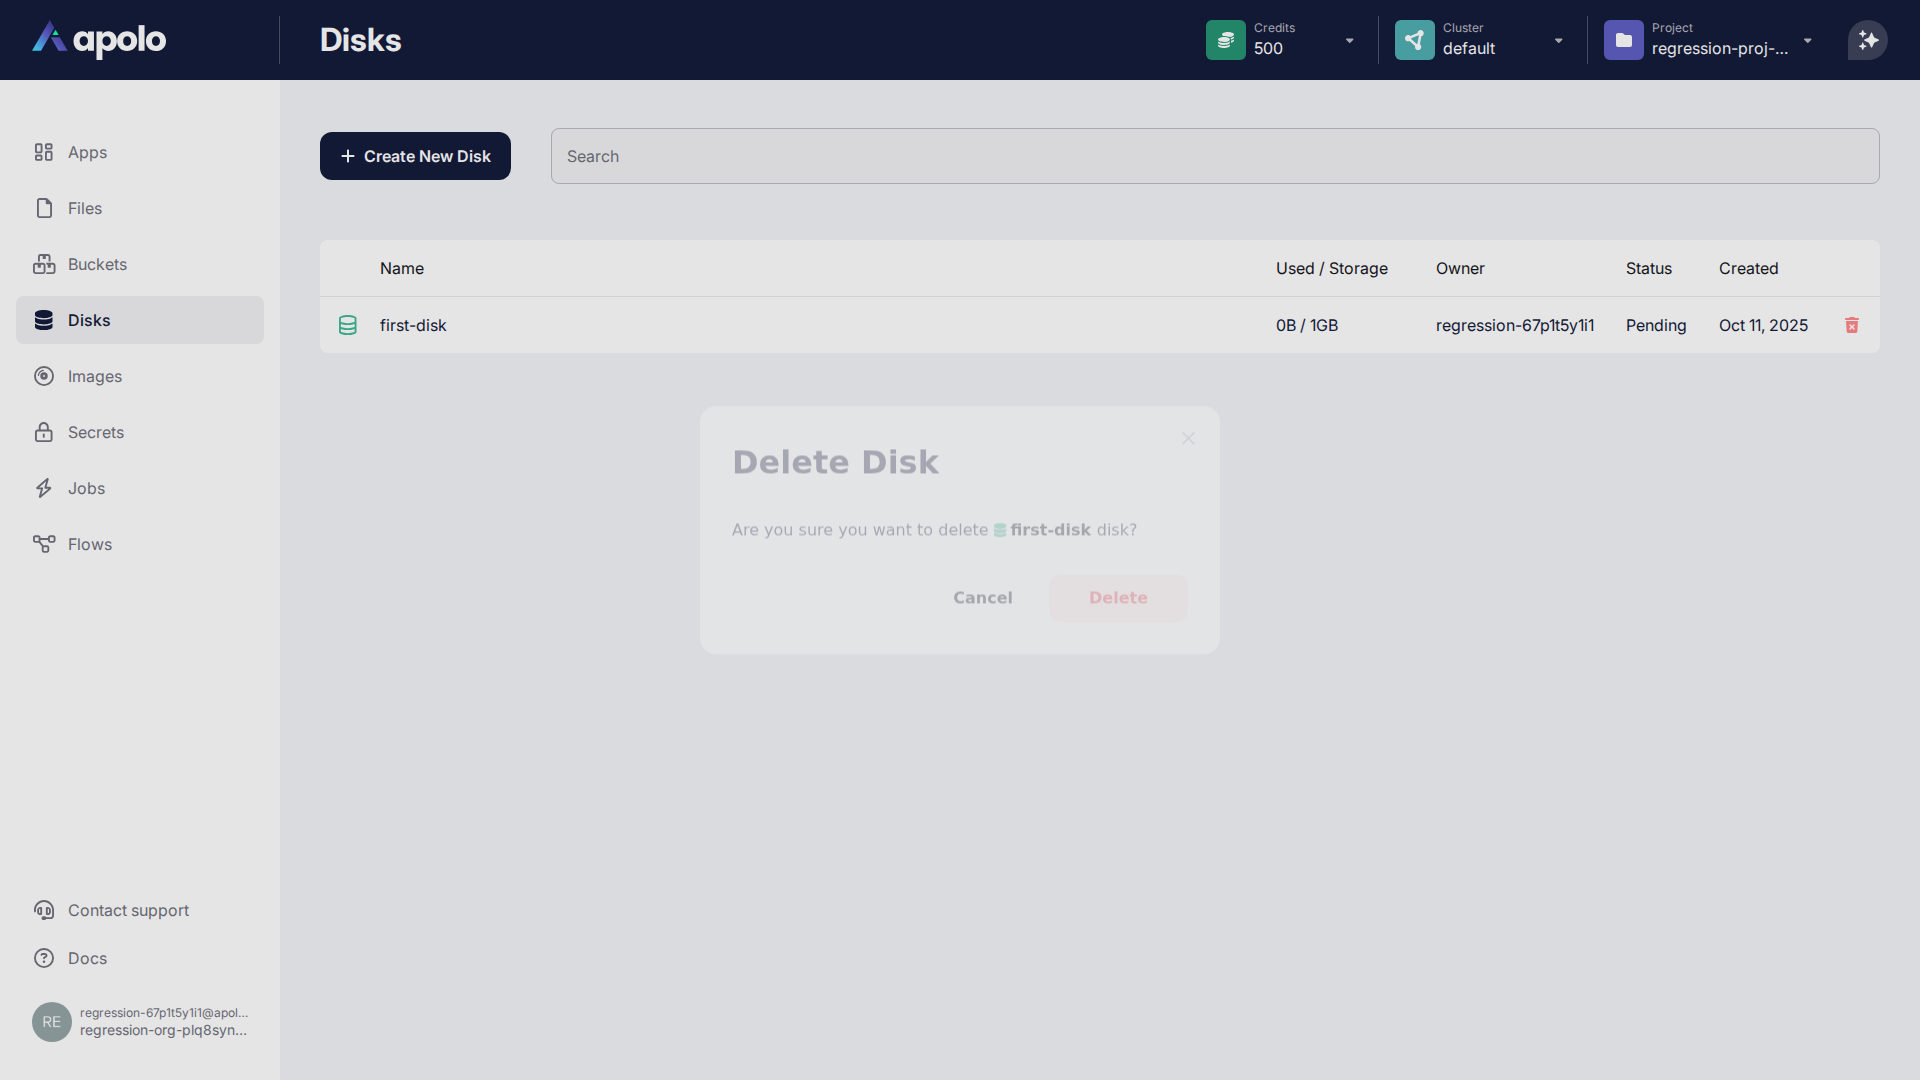 apolo
Disks
Credits
500
Cluster
default
Project
regression-proj-...
Apps
Files
Buckets
Disks
Images
Secrets
Jobs
Flows
Create New Disk
Search
Name
Used / Storage
Owner
Status
Created
first-disk
0B / 1GB
regression-67p1t5y1i1
Pending
Oct 11, 2025
Delete Disk
Are you sure you want to delete first-disk disk?
Cancel
Delete
Contact support
Docs
RE
regression-67p1t5y1i1@apol...
regression-org-plq8syn...